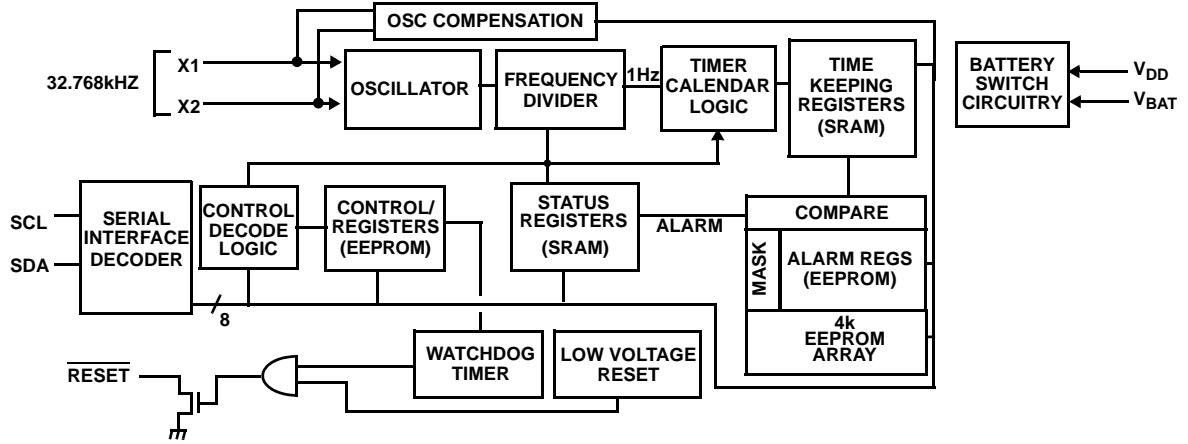 OSC COMPENSATION
32.768kHZ
X1
X2
OSCILLATOR
FREQUENCY
DIVIDER
1Hz
TIMER
CALENDAR
LOGIC
TIME
KEEPING
REGISTERS
(SRAM)
BATTERY
SWITCH
CIRCUITRY
VDD
VBAT
SCL
SDA
SERIAL
INTERFACE
DECODER
CONTROL
DECODE
LOGIC
CONTROL/
REGISTERS
(EEPROM)
STATUS
REGISTERS
(SRAM)
ALARM
COMPARE
MASK
ALARM REGS
(EEPROM)
4k
EEPROM
ARRAY
8
WATCHDOG
TIMER
LOW VOLTAGE
RESET
RESET